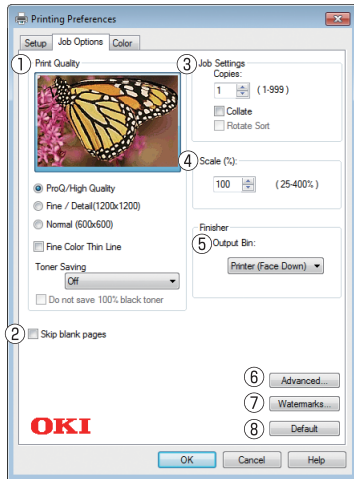 Printing Preferences
Setup Job Options Color
1 Print Quality
ProQ/High Quality
Fine / Detail(1200x1200)
Normal (600x600)
Fine Color Thin Line
Toner Saving
Off
Do not save 100% black toner
2 Skip blank pages
3 Job Settings
Copies:
1 (1-999)
Collate
Rotate Sort
4 Scale (%):
100 (25-400%)
Finisher
5 Output Bin:
Printer (Face Down)
6 Advanced...
7 Watermarks...
8 Default
OKI
OK Cancel Help